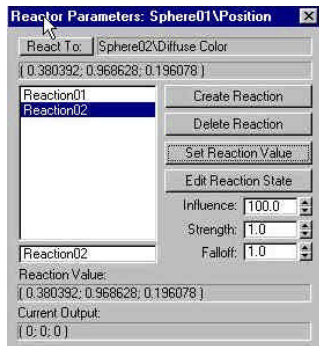 Reactor Parameters: Sphere01\Position
React To: Sphere02\Diffuse Color
( 0.380392; 0.968628; 0.196078 )
Reaction01
Reaction02
Create Reaction
Delete Reaction
Set Reaction Value
Edit Reaction State
Influence: 100.0
Strength: 1.0
Falloff: 1.0
Reaction02
Reaction Value:
( 0.380392; 0.968628; 0.196078 )
Current Output:
( 0; 0; 0 )